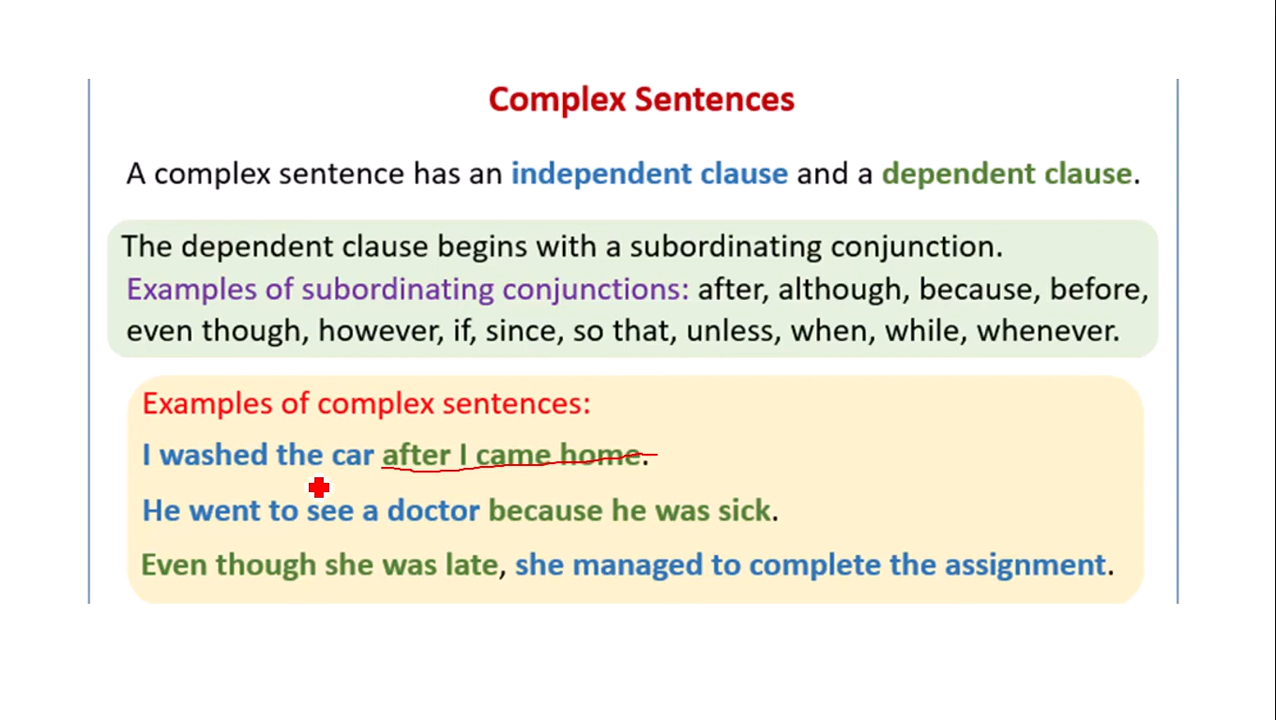 Complex Sentences
A complex sentence has an independent clause and a dependent clause.
The dependent clause begins with a subordinating conjunction.
Examples of subordinating conjunctions: after, although, because, before,
even though, however, if, since, so that, unless, when, while, whenever.
Examples of complex sentences:
I washed the car after I came home.
He went to see a doctor because he was sick.
Even though she was late, she managed to complete the assignment.